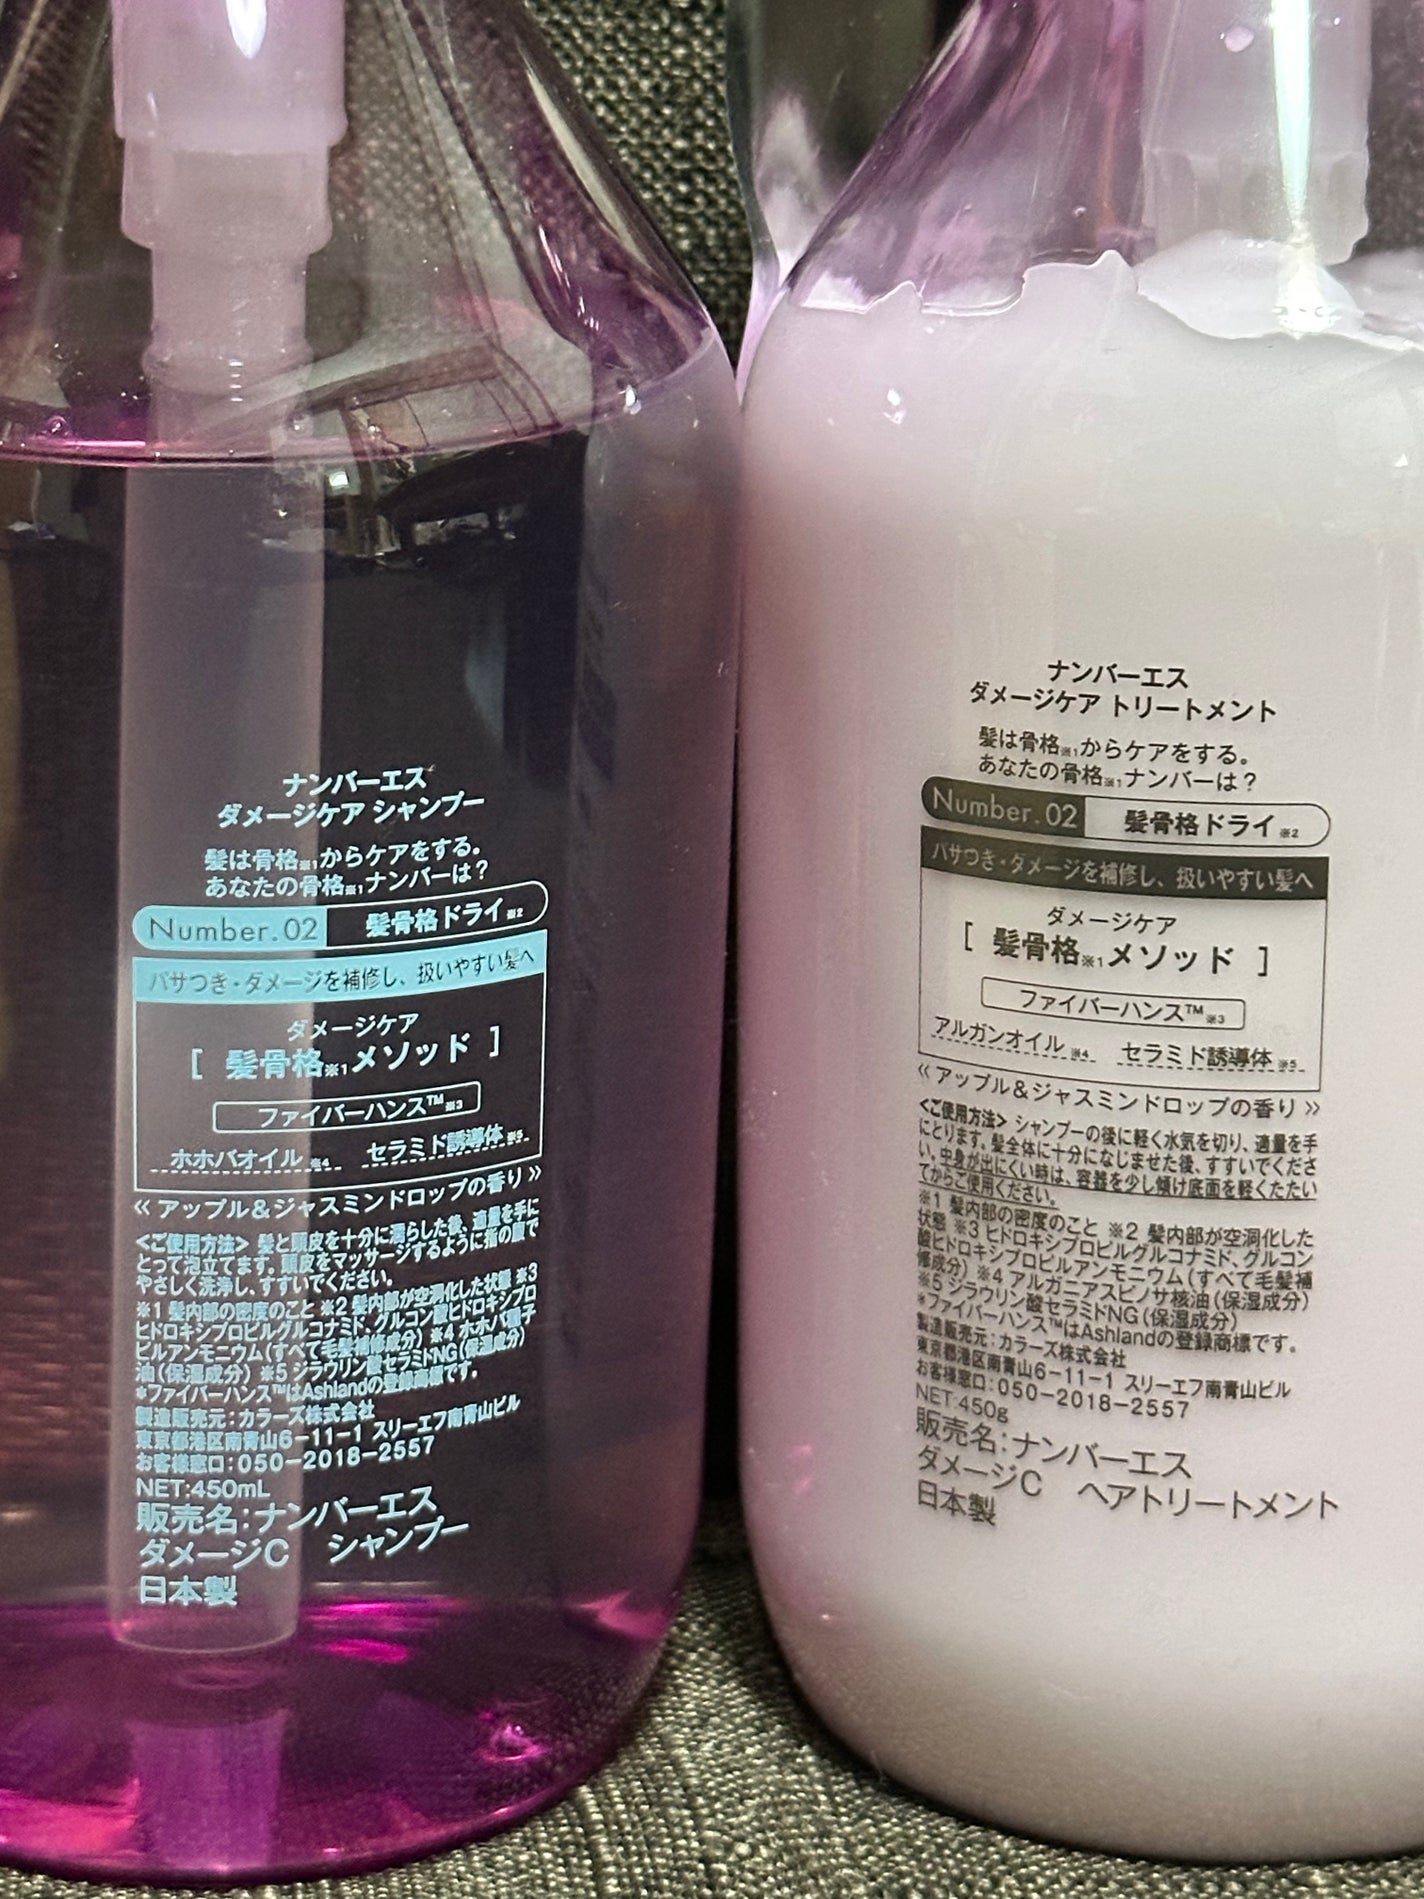 ナンバーエス
ダメージケア シャンプー
髪は骨格※1からケアをする。
あなたの骨格※1ナンバーは？
Number.02 髪骨格ドライ※2
パサつき・ダメージを補修し、扱いやすい髪へ
ダメージケア
[ 髪骨格※1メソッド ]
ファイバーハンス™※3
ホホバオイル※4 セラミド誘導体※5
≪アップル&ジャスミンドロップの香り≫
<ご使用方法> 髪と頭皮を十分に濡らした後、適量を手に
とって泡立てます。頭皮をマッサージするように指の腹で
やさしく洗浄し、すすいでください。
※1 髪内部の密度のこと ※2 髪内部が空洞化した状態 ※3
ヒドロキシプロピルグルコナミド、グルコン酸ヒドロキシプロ
ピルアンモニウム(すべて毛髪補修成分) ※4 ホホバ種子
油(保湿成分) ※5 ジラウリン酸セラミドNG(保湿成分)
*ファイバーハンス™はAshlandの登録商標です。
製造販売元：カラーズ株式会社
東京都港区南青山6-11-1 スリーエフ南青山ビル
お客様窓口：050-2018-2557
NET:450mL
販売名：ナンバーエス
ダメージC シャンプー
日本製
ナンバーエス
ダメージケア トリートメント
髪は骨格※1からケアをする。
あなたの骨格※1ナンバーは？
Number.02 髪骨格ドライ※2
パサつき・ダメージを補修し、扱いやすい髪へ
ダメージケア
[ 髪骨格※1メソッド ]
ファイバーハンス™※3
アルガンオイル※4 セラミド誘導体※5
≪アップル&ジャスミンドロップの香り≫
<ご使用方法> シャンプーの後に軽く水気を切り、適量を手
にとります。髪全体に十分になじませた後、すすいでくださ
い。中身が出にくい時は、容器を少し傾け底面を軽くたたい
てからご使用ください。
※1 髪内部の密度のこと ※2 髪内部が空洞化した
状態 ※3 ヒドロキシプロピルグルコナミド、グルコン
酸ヒドロキシプロピルアンモニウム(すべて毛髪補
修成分) ※4 アルガニアスピノサ核油(保湿成分)
※5 ジラウリン酸セラミドNG(保湿成分)
*ファイバーハンス™はAshlandの登録商標です。
製造販売元：カラーズ株式会社
東京都港区南青山6-11-1 スリーエフ南青山ビル
お客様窓口：050-2018-2557
NET:450g
販売名：ナンバーエス
ダメージC ヘアトリートメント
日本製